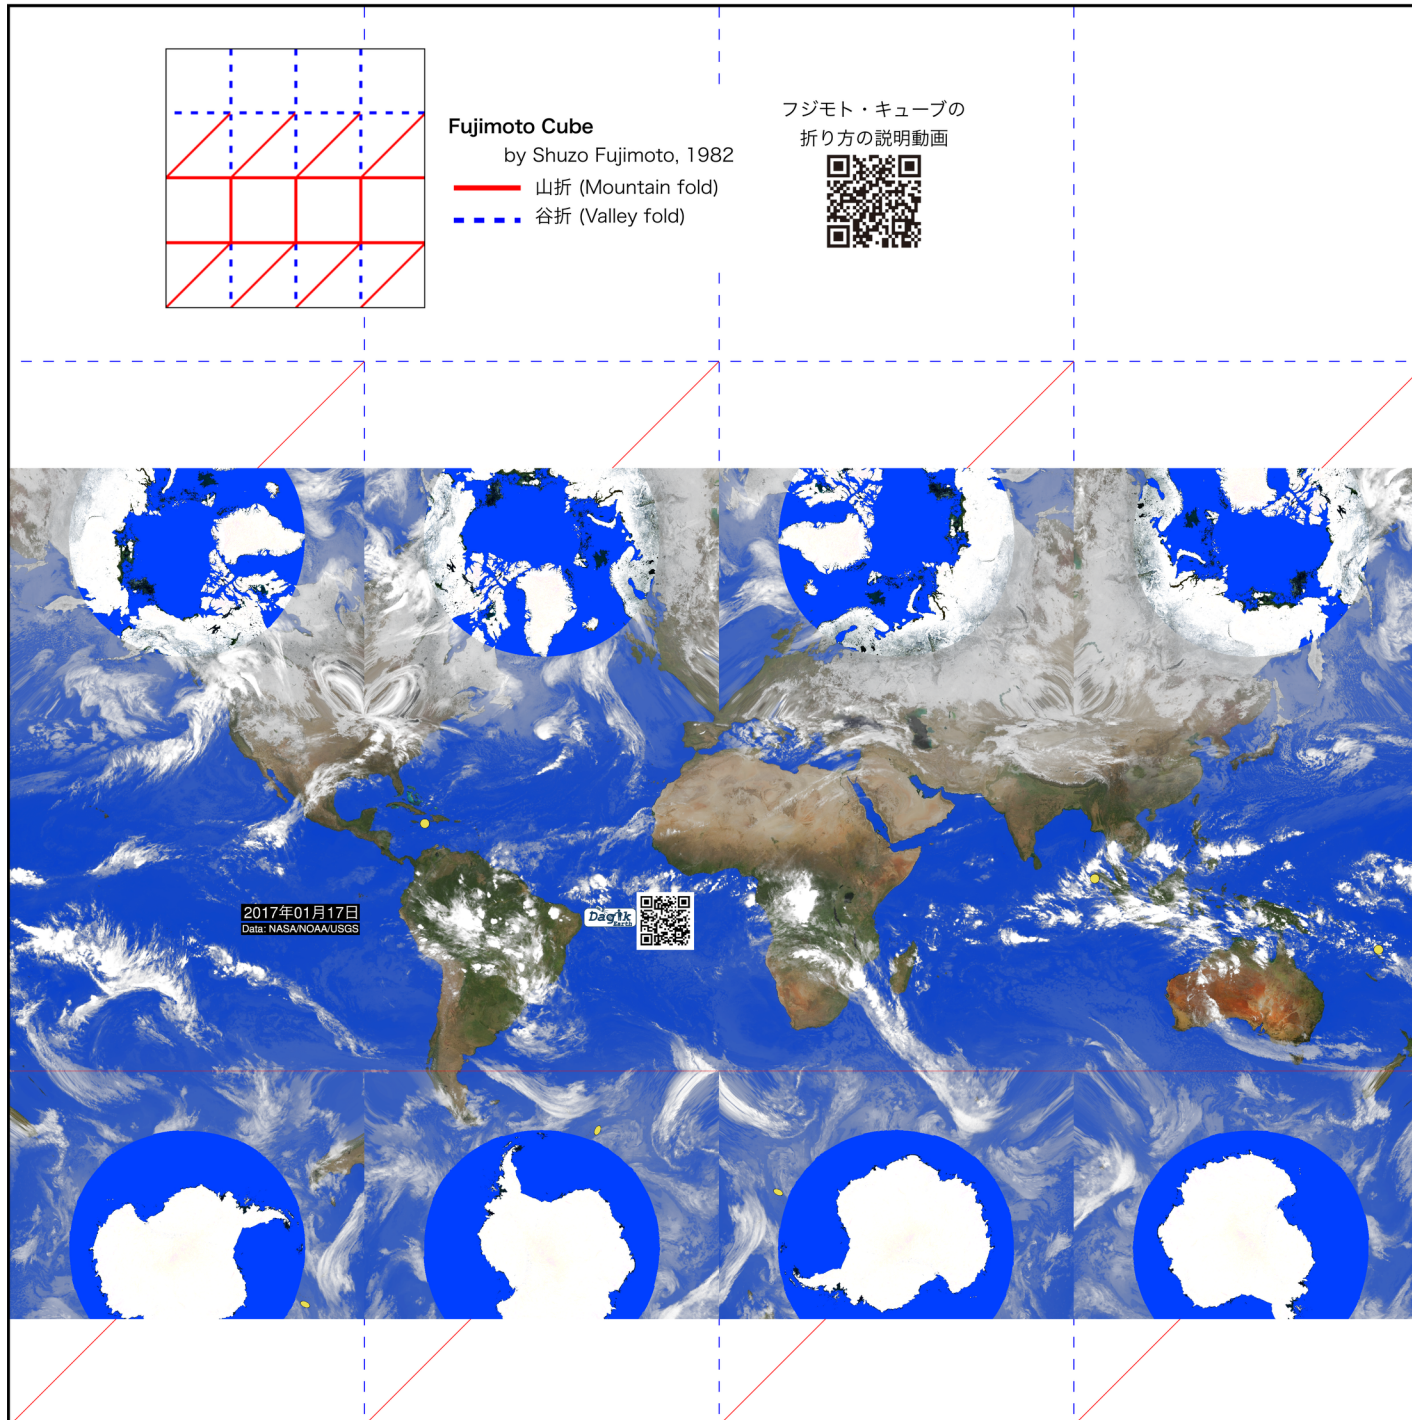 Fujimoto Cube
by Shuzo Fujimoto, 1982
山折 (Mountain fold)
谷折 (Valley fold)
フジモト・キューブの
折り方の説明動画
2017年01月17日
Data: NASA/NOAA/USGS
Dagik
Earth